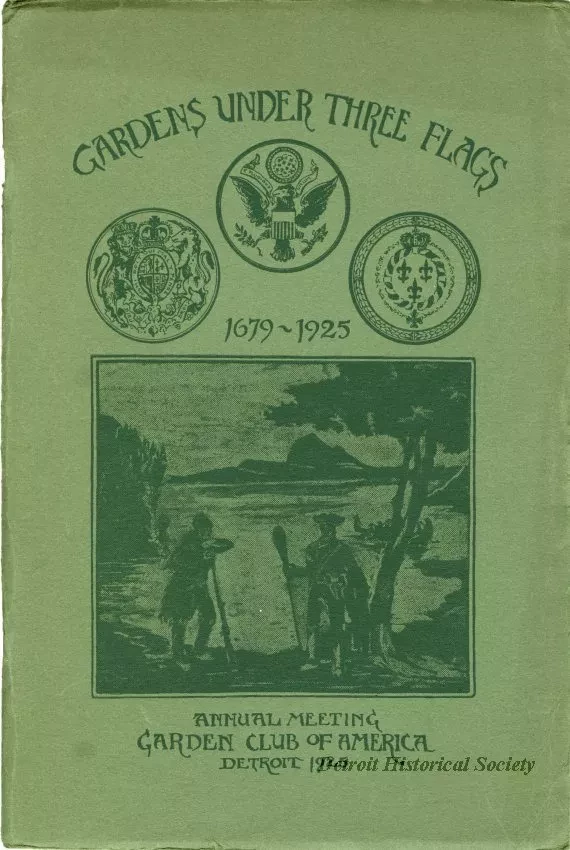 GARDENS UNDER THREE FLAGS
1679~1925
ANNUAL MEETING
GARDEN CLUB OF AMERICA
DETROIT
Detroit Historical Society